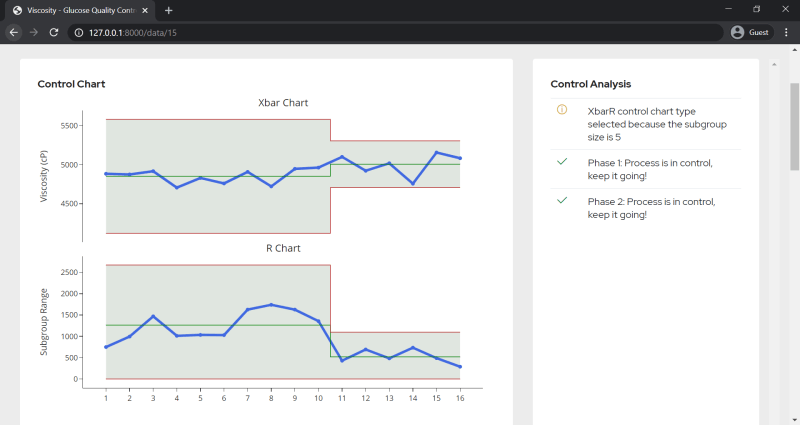 Viscosity - Glucose Quality Contr
Guest
127.0.0.1:8000/data/15
Control Chart
Xbar Chart
5500
5000
4500
Viscosity (cP)
R Chart
2500
2000
1500
1000
500
0
Subgroup Range
1 2 3 4 5 6 7 8 9 10 11 12 13 14 15 16
Control Analysis
XbarR control chart type
selected because the subgroup
size is 5
Phase 1: Process is in control,
keep it going!
Phase 2: Process is in control,
keep it going!